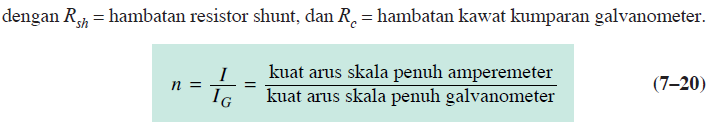 dengan R_sh = hambatan resistor shunt, dan R_c = hambatan kawat kumparan galvanometer.
n = I / I_G = kuat arus skala penuh amperemeter / kuat arus skala penuh galvanometer (7–20)